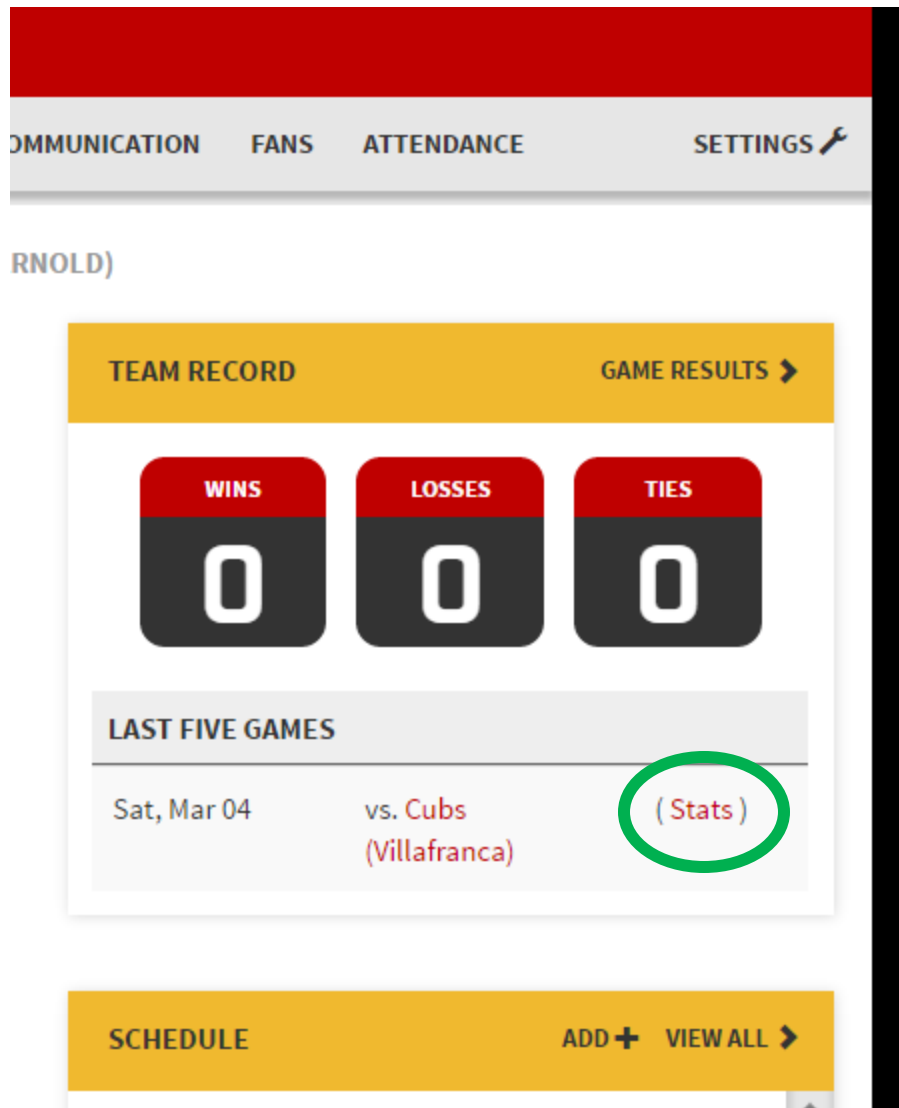 OMMUNICATION FANS ATTENDANCE SETTINGS
RNOLD)
TEAM RECORD GAME RESULTS
WINS LOSSES TIES
0 0 0
LAST FIVE GAMES
Sat, Mar 04 vs. Cubs ( Stats )
(Villafranca)
SCHEDULE ADD VIEW ALL